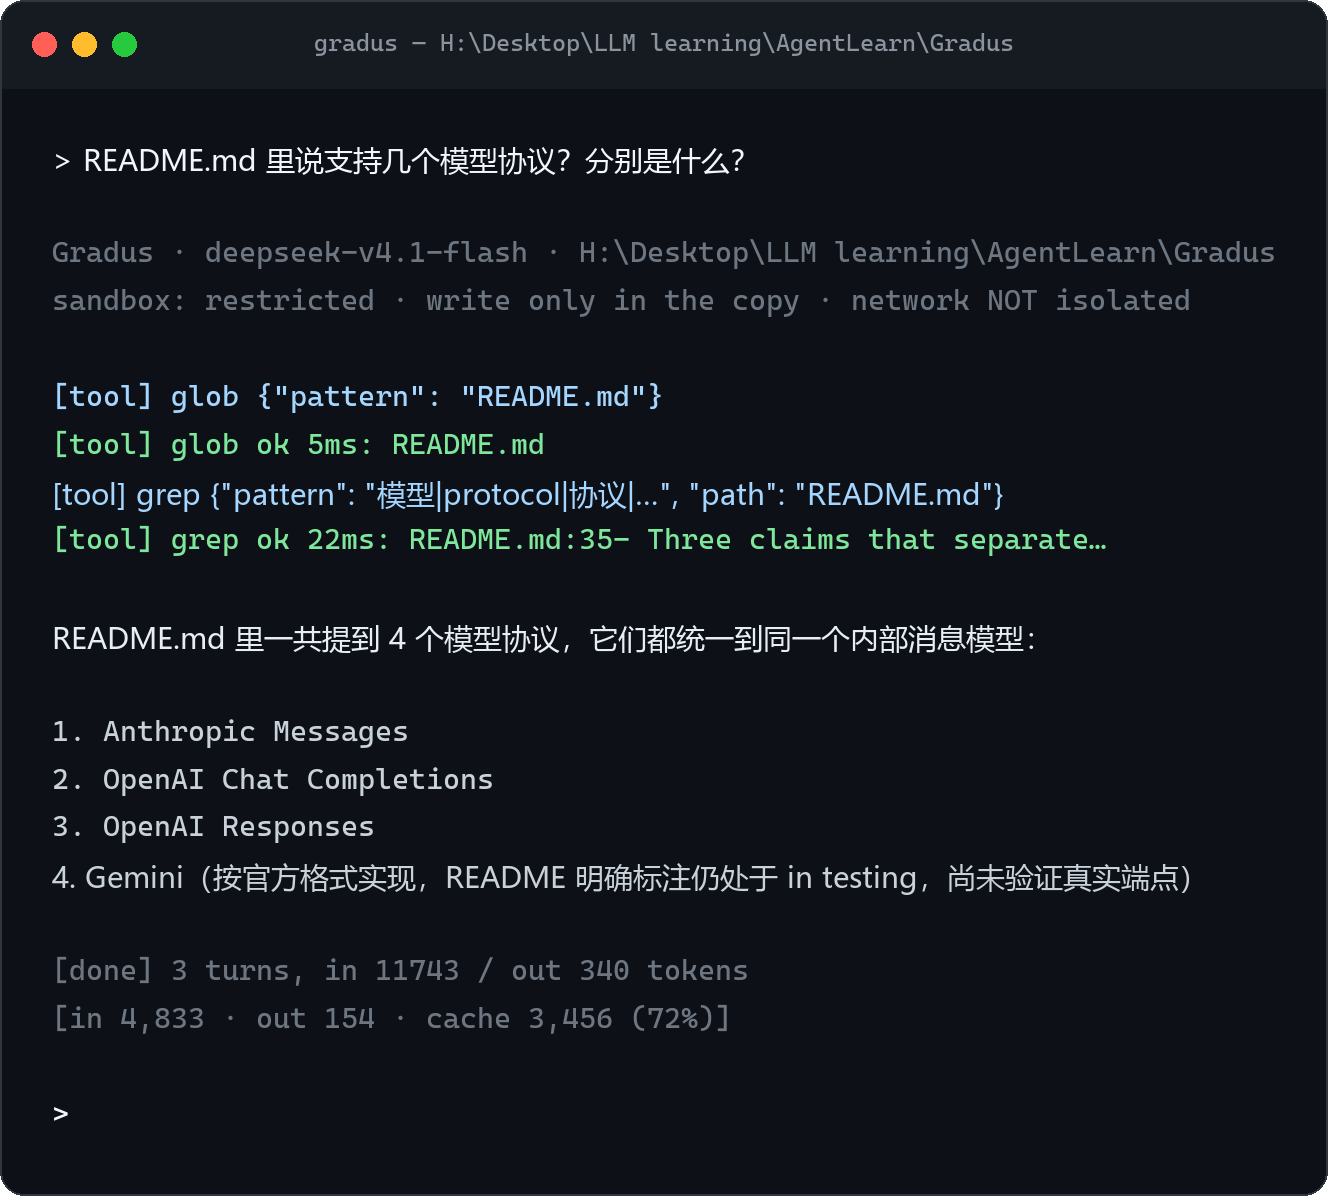 gradus — H:\Desktop\LLM learning\AgentLearn\Gradus
> README.md 里说支持几个模型协议？分别是什么？
Gradus · deepseek-v4.1-flash · H:\Desktop\LLM learning\AgentLearn\Gradus
sandbox: restricted · write only in the copy · network NOT isolated
[tool] glob {"pattern": "README.md"}
[tool] glob ok 5ms: README.md
[tool] grep {"pattern": "模型|protocol|协议|…", "path": "README.md"}
[tool] grep ok 22ms: README.md:35- Three claims that separate…
README.md 里一共提到 4 个模型协议，它们都统一到同一个内部消息模型：
1. Anthropic Messages
2. OpenAI Chat Completions
3. OpenAI Responses
4. Gemini（按官方格式实现，README 明确标注仍处于 in testing，尚未验证真实端点）
[done] 3 turns, in 11743 / out 340 tokens
[in 4,833 · out 154 · cache 3,456 (72%)]
>